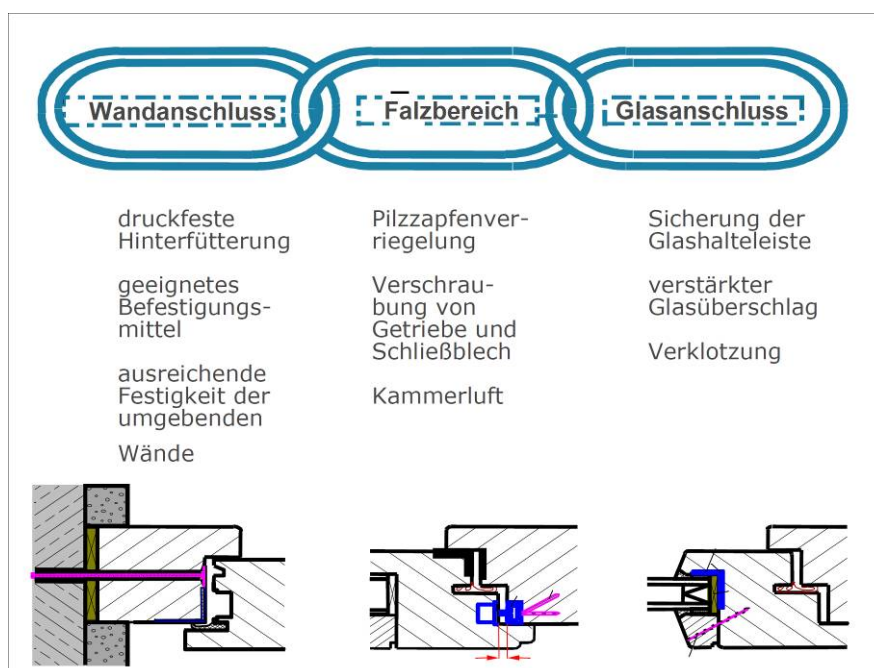 Wandanschluss
Falzbereich
Glasanschluss
druckfeste
Hinterfütterung
geeignetes
Befestigungs-
mittel
ausreichende
Festigkeit der
umgebenden
Wände
Pilzzapfenver-
riegelung
Verschrau-
bung von
Getriebe und
Schließblech
Kammerluft
Sicherung der
Glashalteleiste
verstärkter
Glasüberschlag
Verklotzung